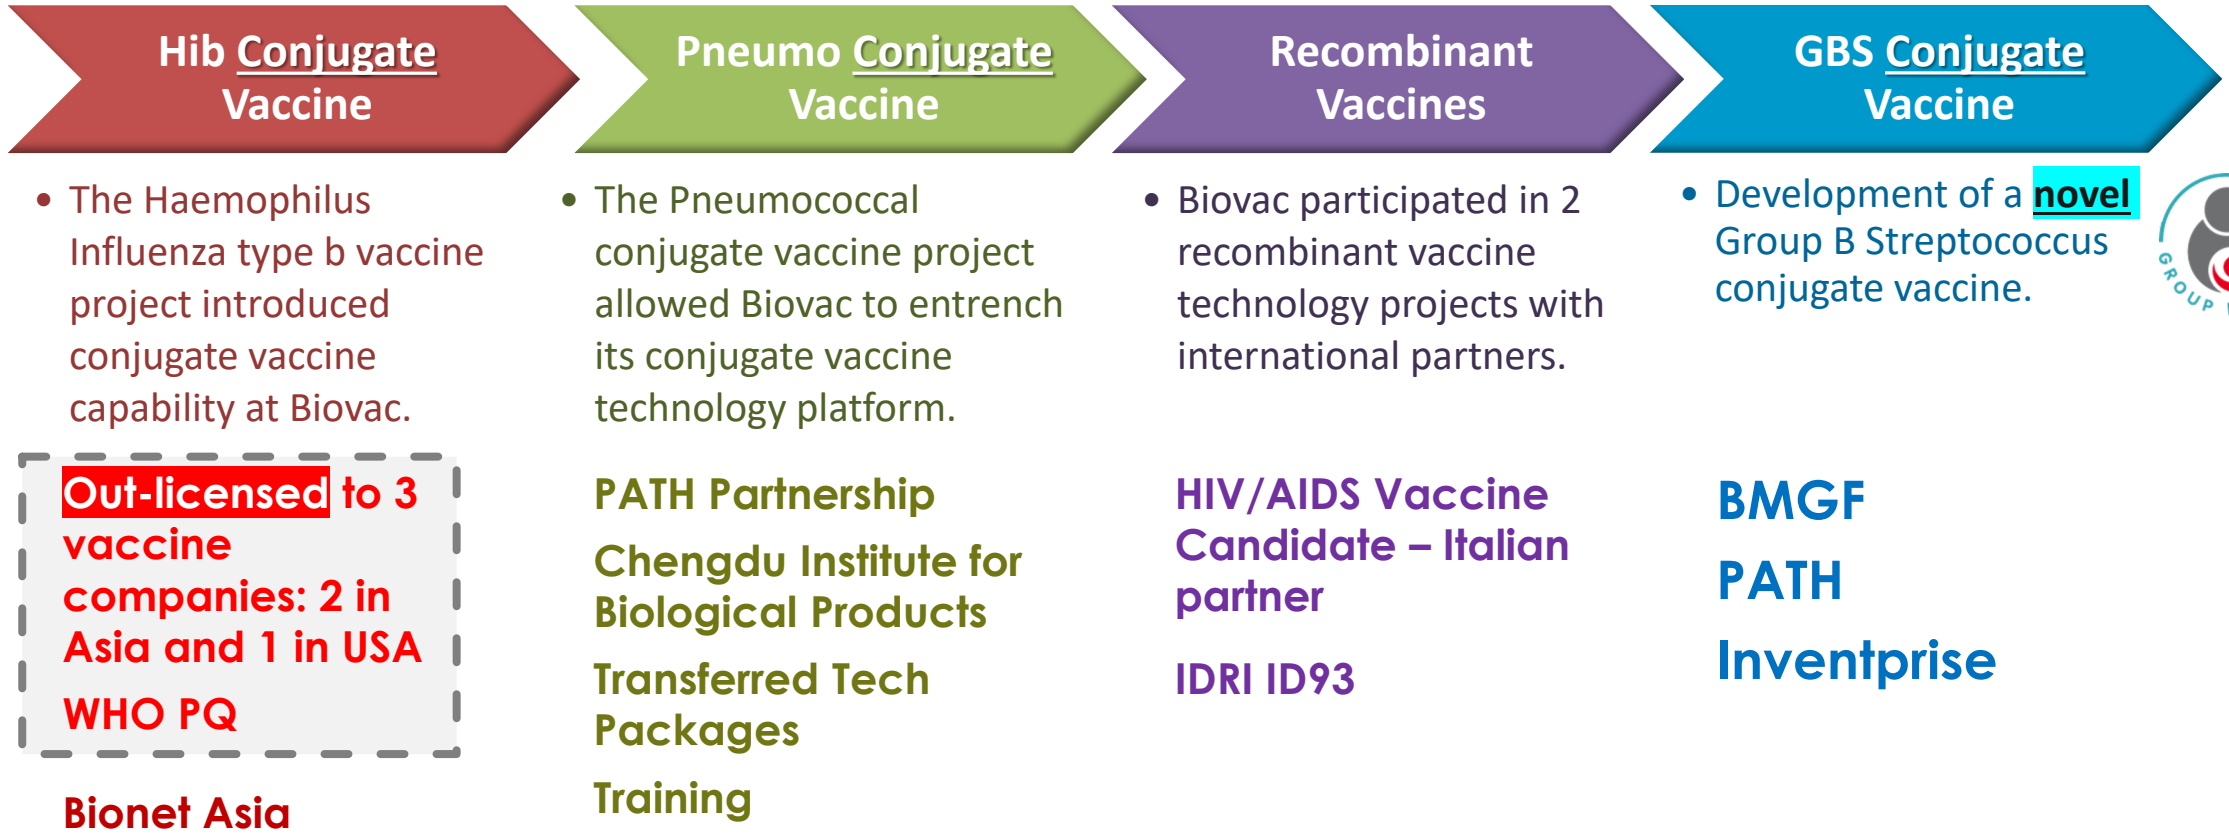 Hib Conjugate
Vaccine
Pneumo Conjugate
Vaccine
Recombinant
Vaccines
GBS Conjugate
Vaccine
• The Haemophilus
Influenza type b vaccine
project introduced
conjugate vaccine
capability at Biovac.
Out-licensed to 3
vaccine
companies: 2 in
Asia and 1 in USA
WHO PQ
Bionet Asia
• The Pneumococcal
conjugate vaccine project
allowed Biovac to entrench
its conjugate vaccine
technology platform.
PATH Partnership
Chengdu Institute for
Biological Products
Transferred Tech
Packages
Training
• Biovac participated in 2
recombinant vaccine
technology projects with
international partners.
HIV/AIDS Vaccine
Candidate – Italian
partner
IDRI ID93
• Development of a novel
Group B Streptococcus
conjugate vaccine.
BMGF
PATH
Inventprise
GROUP